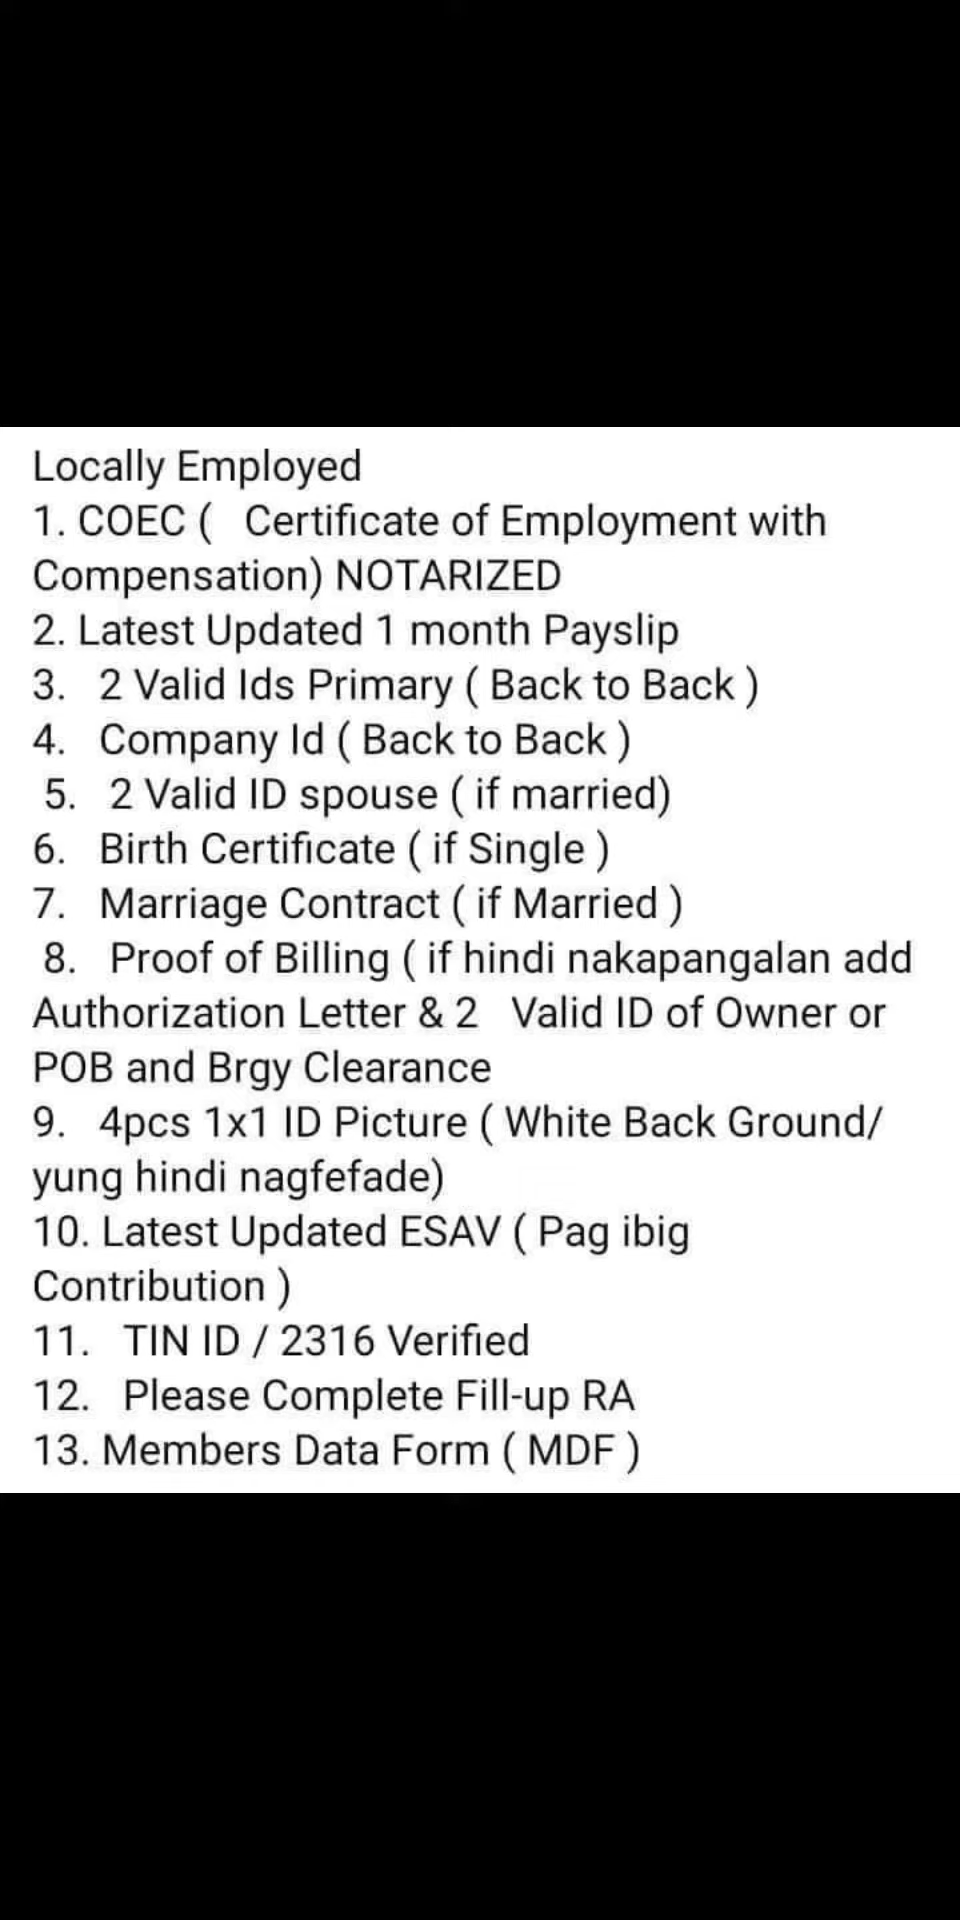 Locally Employed
1. COEC (   Certificate of Employment with
Compensation) NOTARIZED
2. Latest Updated 1 month Payslip
3.   2 Valid Ids Primary ( Back to Back )
4.   Company Id ( Back to Back )
5.   2 Valid ID spouse ( if married)
6.   Birth Certificate ( if Single )
7.   Marriage Contract ( if Married )
8.   Proof of Billing ( if hindi nakapangalan add
Authorization Letter & 2   Valid ID of Owner or
POB and Brgy Clearance
9.   4pcs 1x1 ID Picture ( White Back Ground/
yung hindi nagfefade)
10. Latest Updated ESAV ( Pag ibig
Contribution )
11.   TIN ID / 2316 Verified
12.   Please Complete Fill-up RA
13. Members Data Form ( MDF )